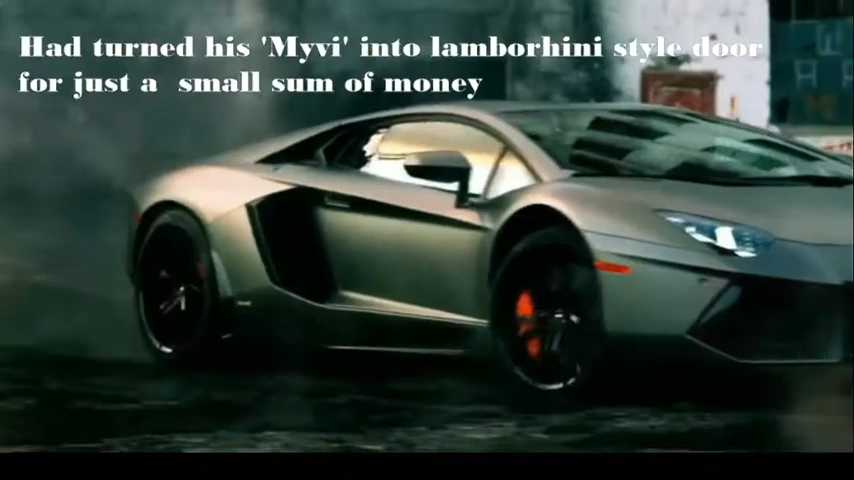 Had turned his 'Myvi' into lamborhini style door
for just a small sum of money